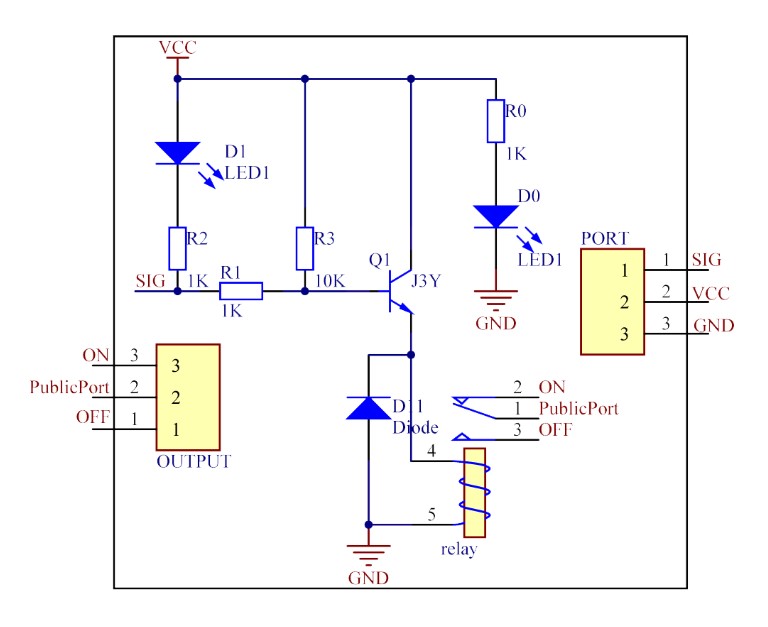 VCC
R0
1K
D1
LED1
D0
LED1
R2
1K
R3
10K
Q1
J3Y
SIG
R1
1K
GND
PORT
1
1
SIG
2
2
VCC
3
3
GND
ON
3
3
PublicPort
2
2
OFF
1
1
OUTPUT
D11
Diode
2
ON
1
PublicPort
3
OFF
4
5
relay
GND